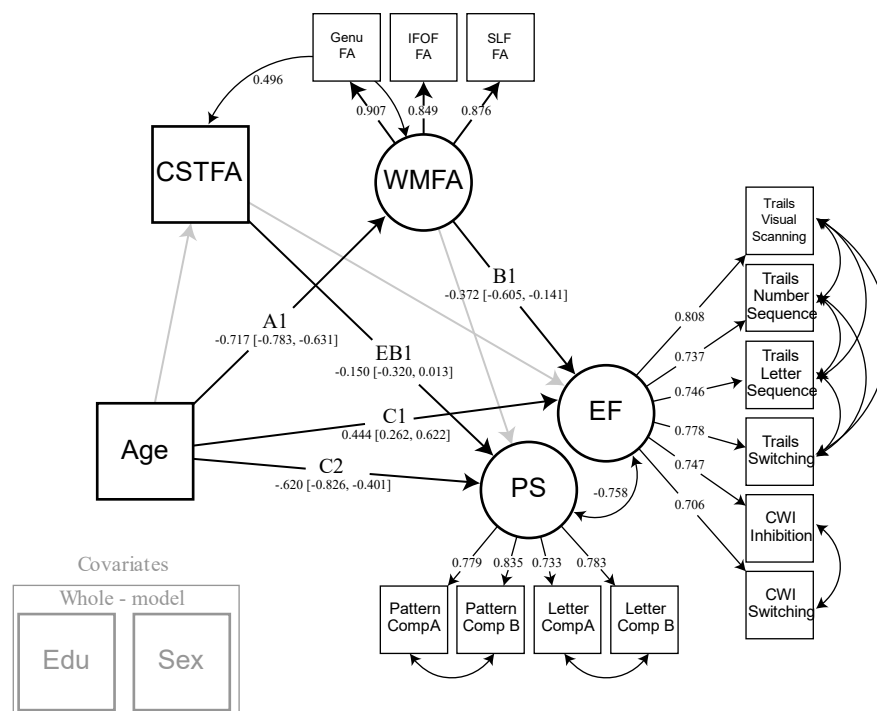 Genu
FA
IFOF
FA
SLF
FA
0.496
0.907
0.849
0.876
CSTFA
WMFA
Trails
Visual
Scanning
B1
-0.372 [-0.605, -0.141]
Trails
Number
Sequence
0.808
A1
-0.717 [-0.783, -0.631]
0.737
EB1
-0.150 [-0.320, 0.013]
Trails
Letter
Sequence
0.746
C1
0.444 [0.262, 0.622]
EF
0.778
Trails
Switching
Age
C2
-.620 [-0.826, -0.401]
0.747
PS
-0.758
0.706
CWI
Inhibition
0.779
0.835
0.733
0.783
CWI
Switching
Pattern
CompA
Pattern
Comp B
Letter
CompA
Letter
Comp B
Covariates
Whole - model
Edu
Sex